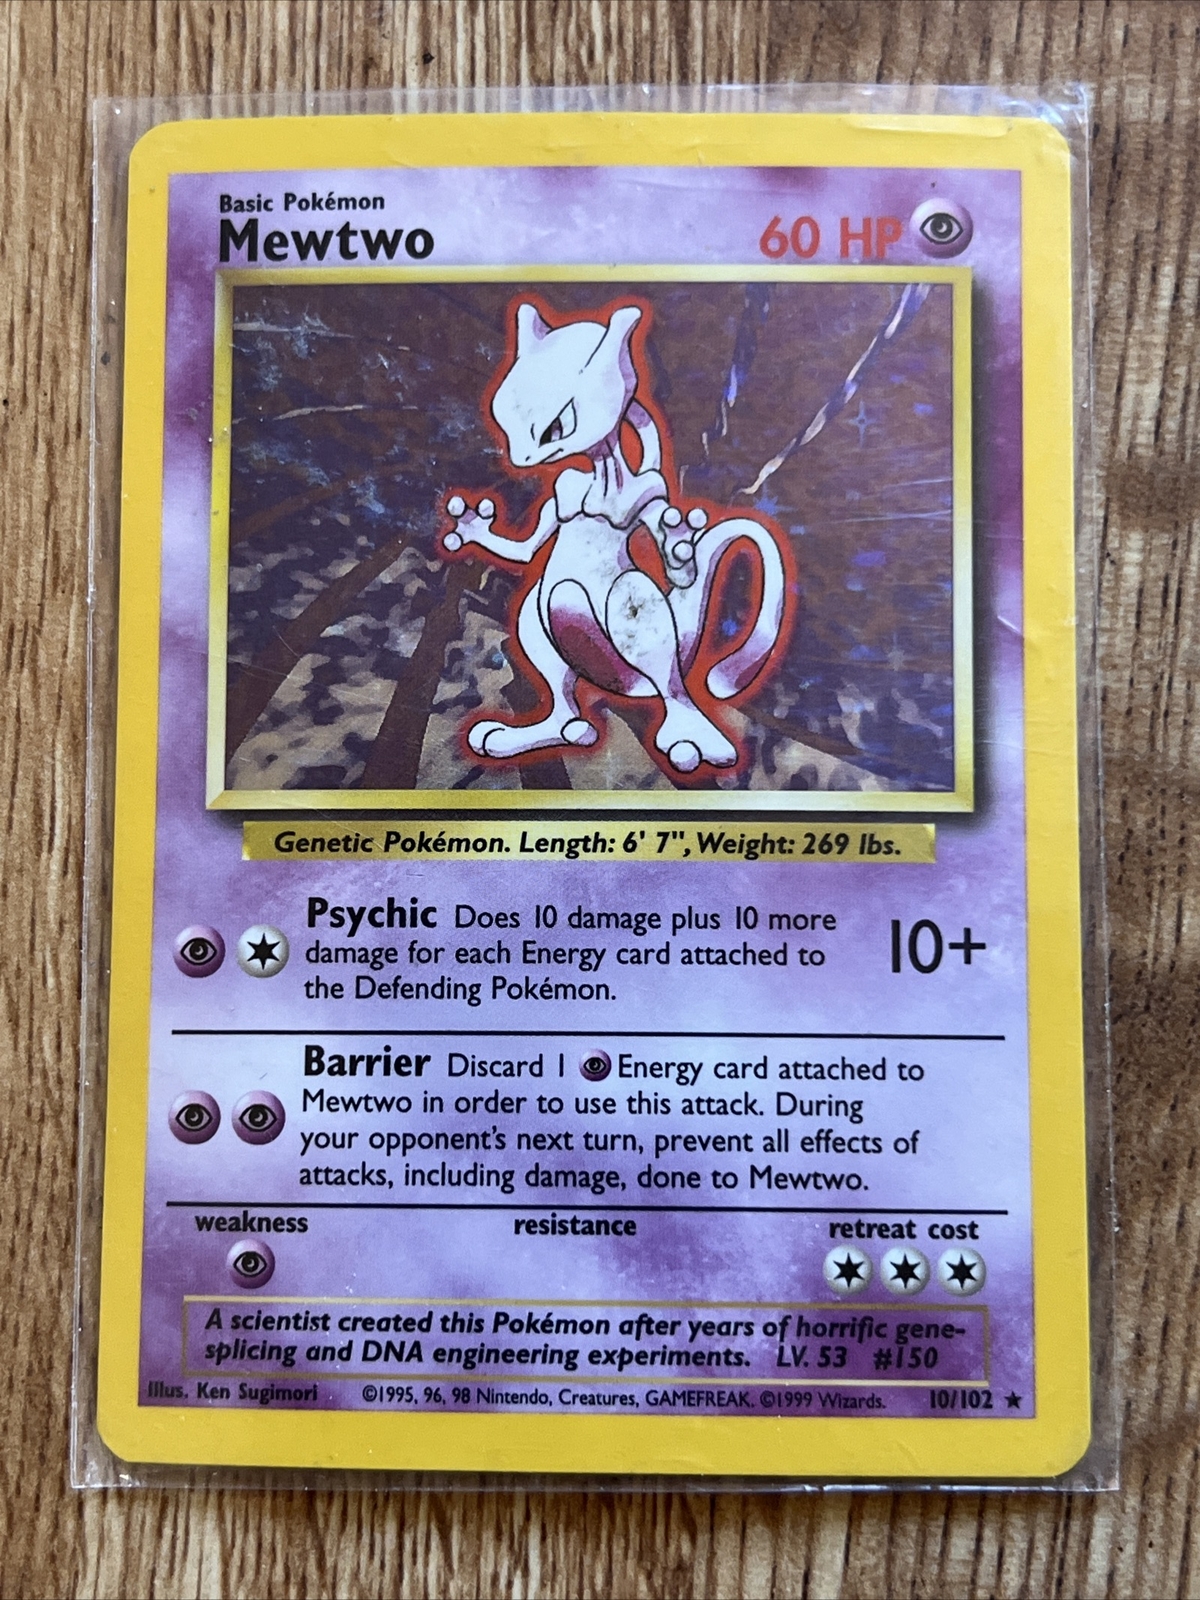 Basic Pokémon
Mewtwo 60 HP
Genetic Pokémon. Length: 6' 7", Weight: 269 lbs.
Psychic Does 10 damage plus 10 more
damage for each Energy card attached to
the Defending Pokémon.
10+
Barrier Discard 1 Energy card attached to
Mewtwo in order to use this attack. During
your opponent's next turn, prevent all effects of
attacks, including damage, done to Mewtwo.
weakness resistance retreat cost
A scientist created this Pokémon after years of horrific gene-
splicing and DNA engineering experiments. LV. 53 #150
Illus. Ken Sugimori ©1995, 96, 98 Nintendo, Creatures, GAMEFREAK. ©1999 Wizards. 10/102 ★